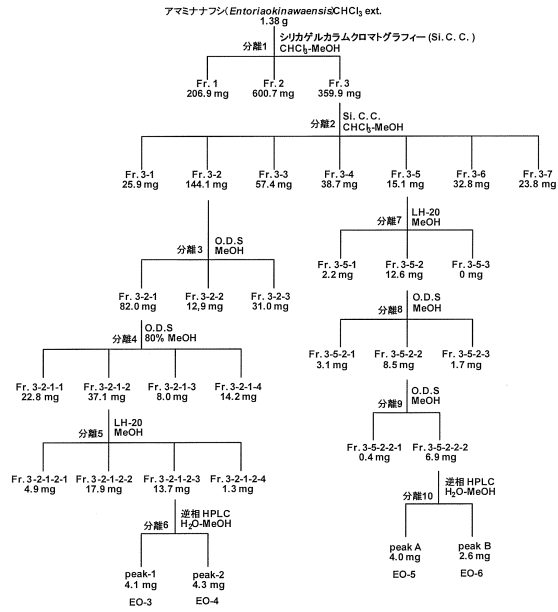 アマミナナフシ(Entoriaokinawaensis)CHCl3 ext.
1.38 g
分離1
シリカゲルカラムクロマトグラフィー (Si. C. C. )
CHCl3-MeOH
Fr. 1
206.9 mg
Fr. 2
600.7 mg
Fr. 3
359.9 mg
分離2
Si. C. C.
CHCl3-MeOH
Fr. 3-1
25.9 mg
Fr. 3-2
144.1 mg
Fr. 3-3
57.4 mg
Fr. 3-4
38.7 mg
Fr. 3-5
15.1 mg
Fr. 3-6
32.8 mg
Fr. 3-7
23.8 mg
分離3
O.D.S
MeOH
Fr. 3-2-1
82.0 mg
Fr. 3-2-2
12,9 mg
Fr. 3-2-3
31.0 mg
分離4
O.D.S
80% MeOH
Fr. 3-2-1-1
22.8 mg
Fr. 3-2-1-2
37.1 mg
Fr. 3-2-1-3
8.0 mg
Fr. 3-2-1-4
14.2 mg
分離5
LH-20
MeOH
Fr. 3-2-1-2-1
4.9 mg
Fr. 3-2-1-2-2
17.9 mg
Fr. 3-2-1-2-3
13.7 mg
Fr. 3-2-1-2-4
1.3 mg
分離6
逆相 HPLC
H2O-MeOH
peak-1
4.1 mg
EO-3
peak-2
4.3 mg
EO-4
分離7
LH-20
MeOH
Fr. 3-5-1
2.2 mg
Fr. 3-5-2
12.6 mg
Fr. 3-5-3
0 mg
分離8
O.D.S
MeOH
Fr. 3-5-2-1
3.1 mg
Fr. 3-5-2-2
8.5 mg
Fr. 3-5-2-3
1.7 mg
分離9
O.D.S
MeOH
Fr. 3-5-2-2-1
0.4 mg
Fr. 3-5-2-2-2
6.9 mg
分離10
逆相 HPLC
H2O-MeOH
peak A
4.0 mg
EO-5
peak B
2.6 mg
EO-6